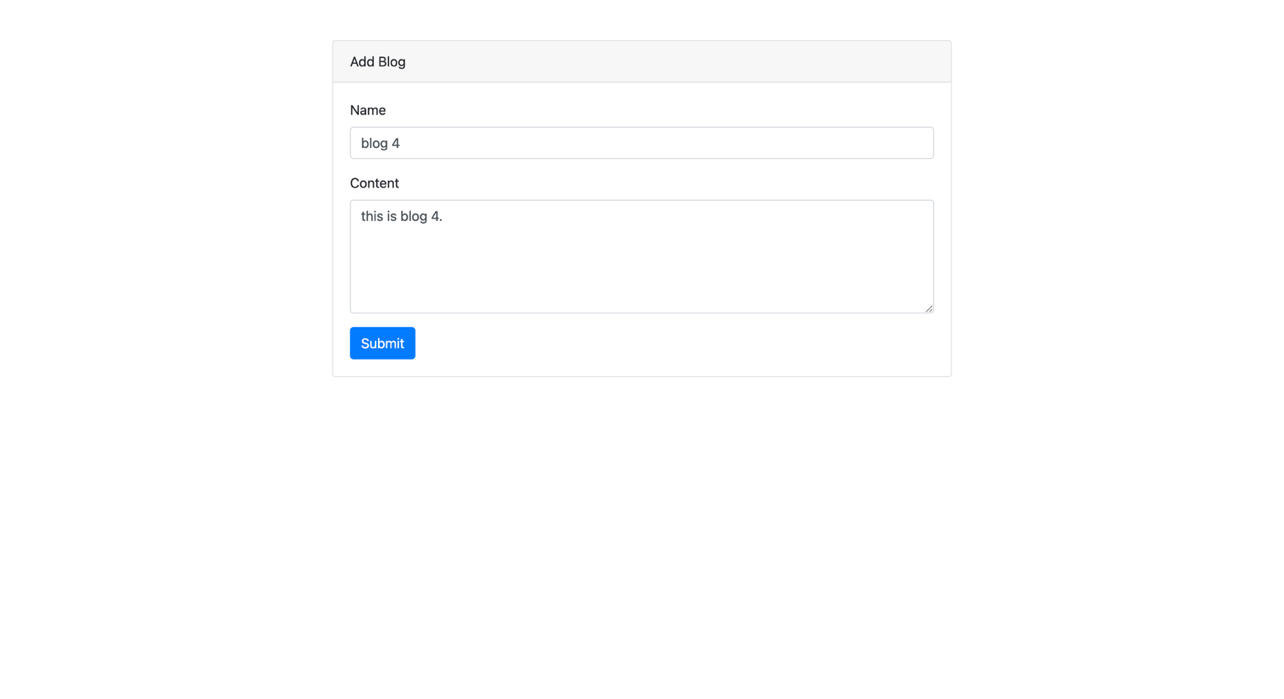 Add Blog
Name
blog 4
Content
this is blog 4.
Submit